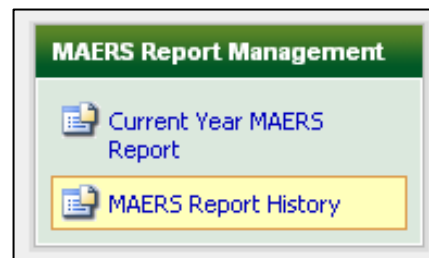 MAERS Report Management
Current Year MAERS
Report
MAERS Report History